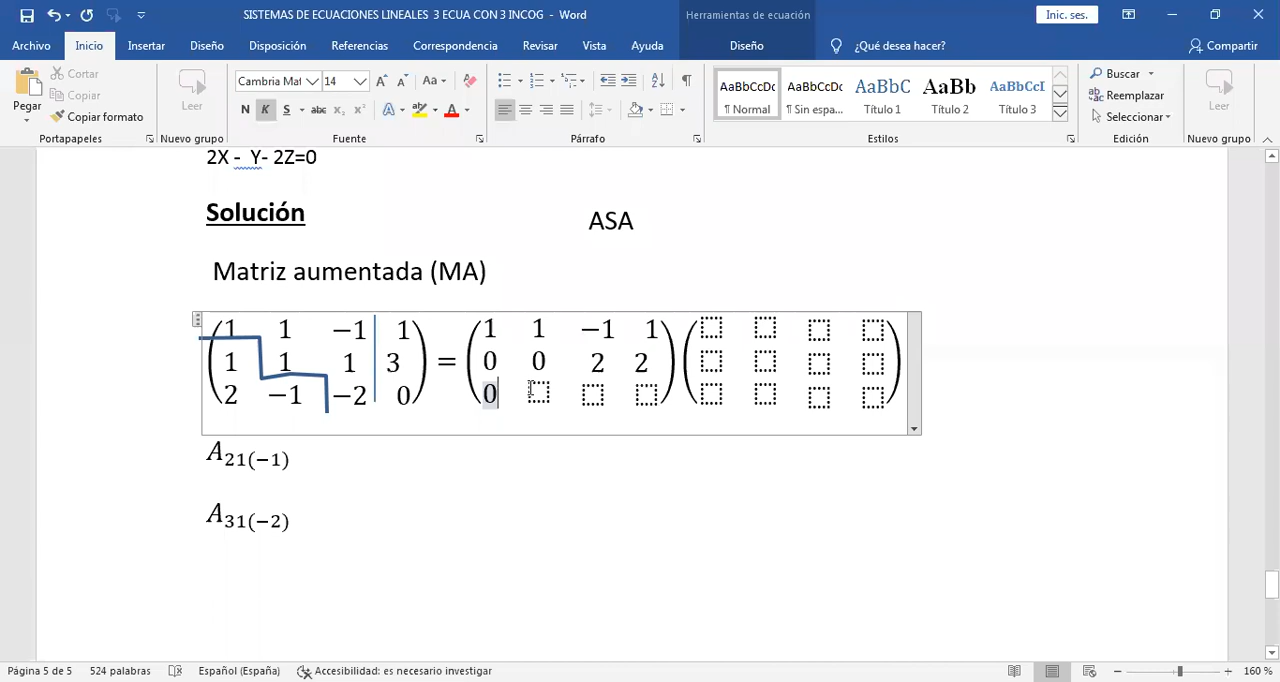 SISTEMAS DE ECUACIONES LINEALES 3 ECUA CON 3 INCOG - Word
Herramientas de ecuación
Inic. ses.
Archivo Inicio Insertar Diseño Disposición Referencias Correspondencia Revisar Vista Ayuda Diseño ¿Qué desea hacer? Compartir
Pegar
Cortar
Copiar
Copiar formato
Portapapeles
Leer
Nuevo grupo
Cambria Mat 14
N K S abc x₂ x² A A
Fuente
Párrafo
AaBbCcDc AaBbCcDc AaBbC AaBb AaBbCcI
¶ Normal ¶ Sin espa... Título 1 Título 2 Título 3
Estilos
Buscar
Reemplazar
Seleccionar
Edición
Leer
Nuevo grupo
2X - Y- 2Z=0
Solución
ASA
Matriz aumentada (MA)
1 1 −1 1 = 1 1 −1 1
1 1 1 3 0 0 2 2
2 −1 −2 0 0
A21(−1)
A31(−2)
Página 5 de 5 524 palabras Español (España) Accesibilidad: es necesario investigar 160 %